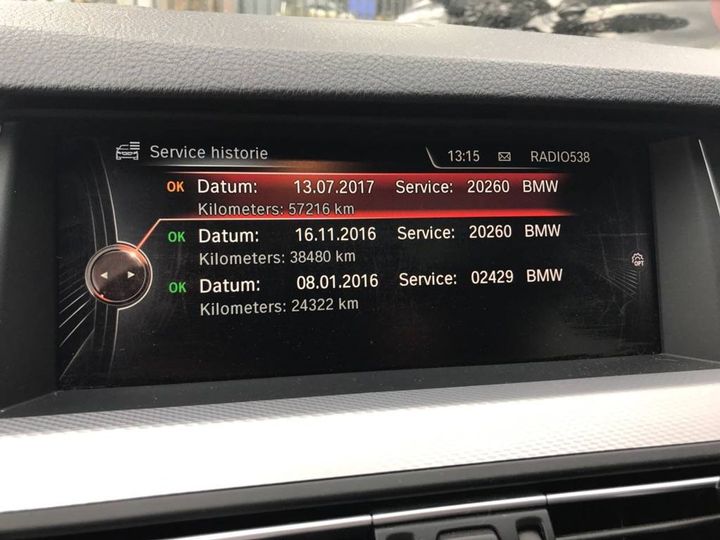 Service historie 13:15 RADIO538
OK Datum: 13.07.2017 Service: 20260 BMW
Kilometers: 57216 km
OK Datum: 16.11.2016 Service: 20260 BMW
Kilometers: 38480 km
OK Datum: 08.01.2016 Service: 02429 BMW
Kilometers: 24322 km
OPT